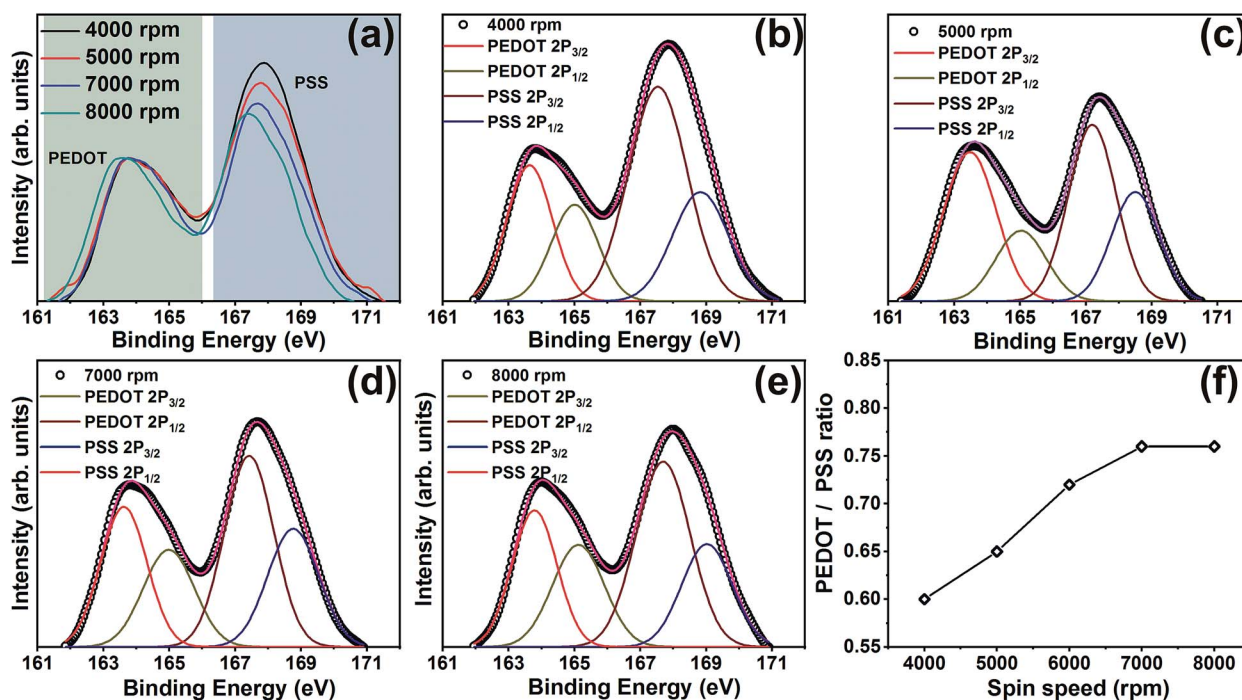 (a)
4000 rpm
5000 rpm
7000 rpm
8000 rpm
PEDOT
PSS
Intensity (arb. units)
161 163 165 167 169 171
Binding Energy (eV)
(b)
4000 rpm
PEDOT 2P3/2
PEDOT 2P1/2
PSS 2P3/2
PSS 2P1/2
Intensity (arb. units)
161 163 165 167 169 171
Binding Energy (eV)
(c)
5000 rpm
PEDOT 2P3/2
PEDOT 2P1/2
PSS 2P3/2
PSS 2P1/2
Intensity (arb. units)
161 163 165 167 169 171
Binding Energy (eV)
(d)
7000 rpm
PEDOT 2P3/2
PEDOT 2P1/2
PSS 2P3/2
PSS 2P1/2
Intensity (arb. units)
161 163 165 167 169 171
Binding Energy (eV)
(e)
8000 rpm
PEDOT 2P3/2
PEDOT 2P1/2
PSS 2P3/2
PSS 2P1/2
Intensity (arb. units)
161 163 165 167 169 171
Binding Energy (eV)
(f)
PEDOT / PSS ratio
0.85
0.80
0.75
0.70
0.65
0.60
0.55
4000 5000 6000 7000 8000
Spin speed (rpm)